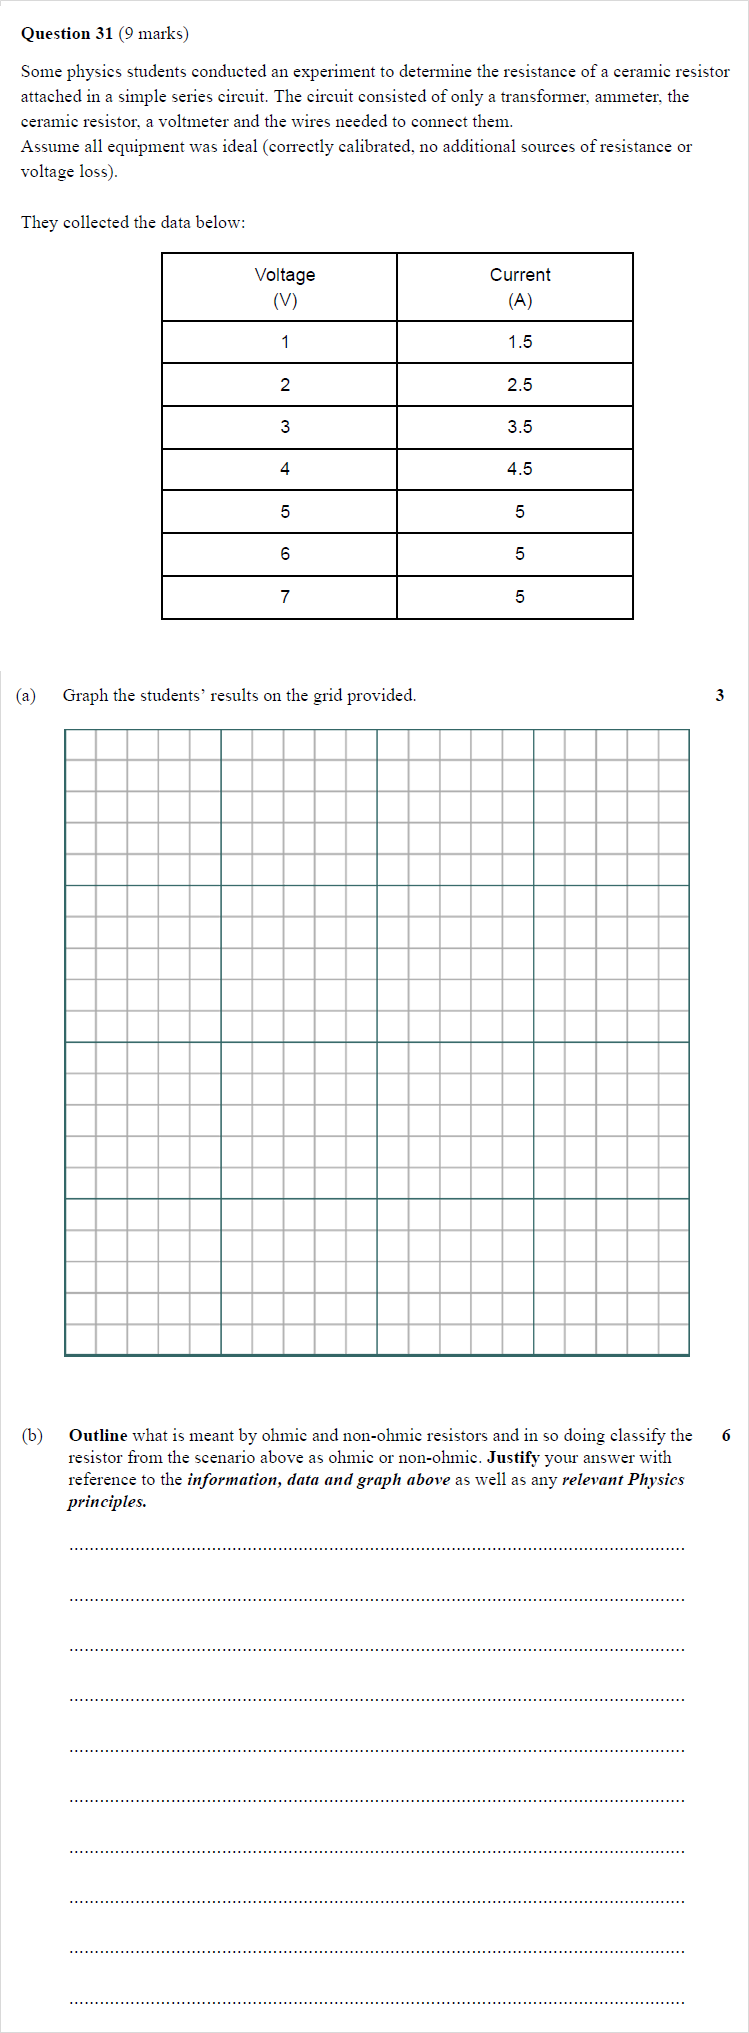 Question 31 (9 marks)
Some physics students conducted an experiment to determine the resistance of a ceramic resistor
attached in a simple series circuit. The circuit consisted of only a transformer, ammeter, the
ceramic resistor, a voltmeter and the wires needed to connect them.
Assume all equipment was ideal (correctly calibrated, no additional sources of resistance or
voltage loss).
They collected the data below:
Voltage Current
(V) (A)
1 1.5
2 2.5
3 3.5
4 4.5
5 5
6 5
7 5
(a) Graph the students’ results on the grid provided. 3
(b) Outline what is meant by ohmic and non-ohmic resistors and in so doing classify the 6
resistor from the scenario above as ohmic or non-ohmic. Justify your answer with
reference to the information, data and graph above as well as any relevant Physics
principles.